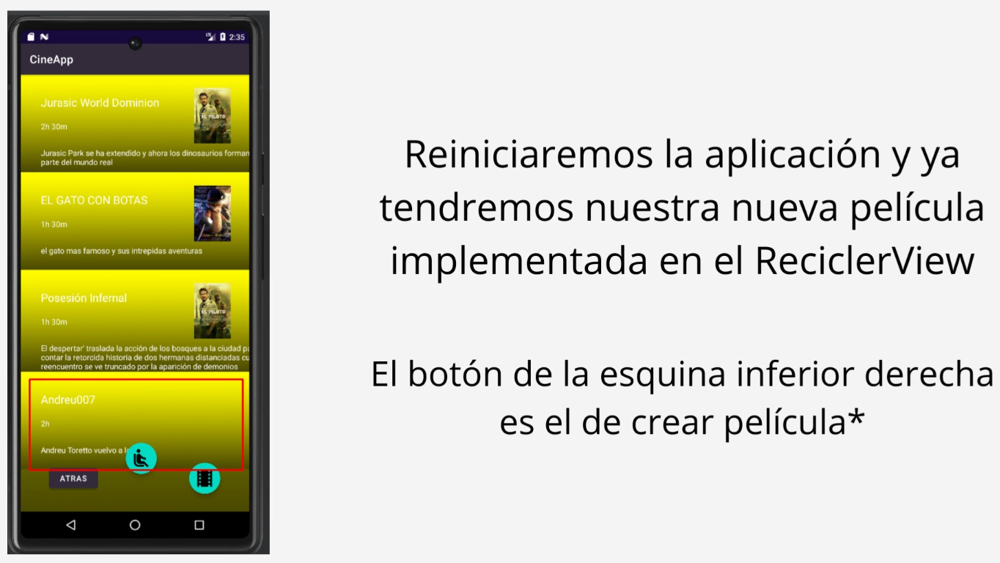 2:35
CineApp
Jurasic World Dominion
EL PILOTO
2h 30m
Jurasic Park se ha extendido y ahora los dinosaurios forman
parte del mundo real
EL GATO CON BOTAS
1h 30m
el gato mas famoso y sus intrepidas aventuras
Posesión Infernal
EL PILOTO
1h 30m
El despertar' traslada la acción de los bosques a la ciudad
contar la retorcida historia de dos hermanas distanciadas
reencuentro se ve truncado por la aparición de demonios
Andreu007
2h
Andreu Toretto vuelvo a
ATRAS
Reiniciaremos la aplicación y ya
tendremos nuestra nueva película
implementada en el ReciclerView
El botón de la esquina inferior derecha
es el de crear película*